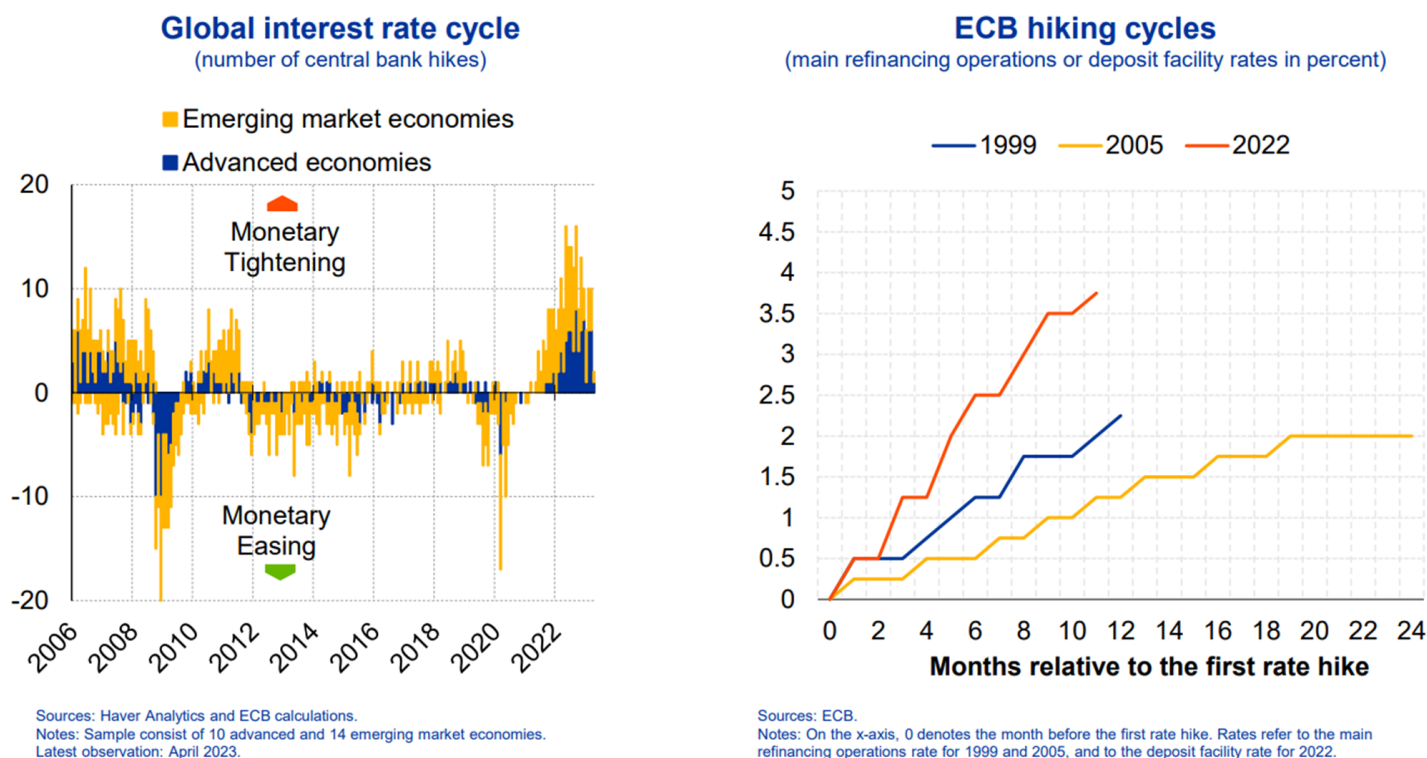 Global interest rate cycle
(number of central bank hikes)
Emerging market economies
Advanced economies
20
10
0
-10
-20
Monetary
Tightening
Monetary
Easing
2006
2008
2010
2012
2014
2016
2018
2020
2022
Sources: Haver Analytics and ECB calculations.
Notes: Sample consist of 10 advanced and 14 emerging market economies.
Latest observation: April 2023.
ECB hiking cycles
(main refinancing operations or deposit facility rates in percent)
1999 2005 2022
5
4.5
4
3.5
3
2.5
2
1.5
1
0.5
0
0 2 4 6 8 10 12 14 16 18 20 22 24
Months relative to the first rate hike
Sources: ECB.
Notes: On the x-axis, 0 denotes the month before the first rate hike. Rates refer to the main
refinancing operations rate for 1999 and 2005, and to the deposit facility rate for 2022.